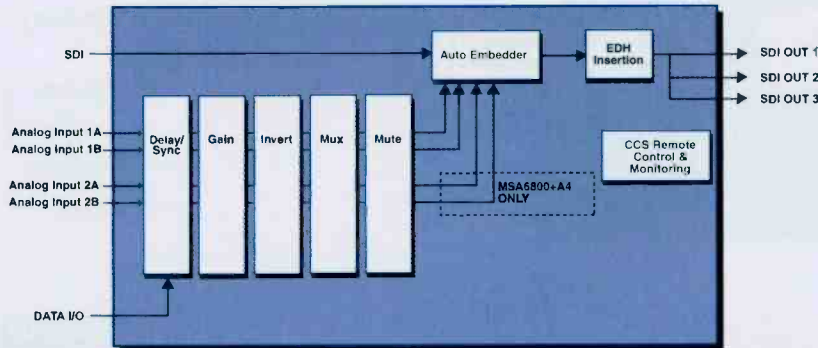 SDI
Auto Embedder
EDH
Insertion
SDI OUT 1
SDI OUT 2
SDI OUT 3
Analog Input 1A
Analog Input 1B
Analog Input 2A
Analog Input 2B
Delay/
Sync
Gain
Invert
Mux
Mute
CCS Remote
Control &
Monitoring
MSA6800+A4
ONLY
DATA I/O